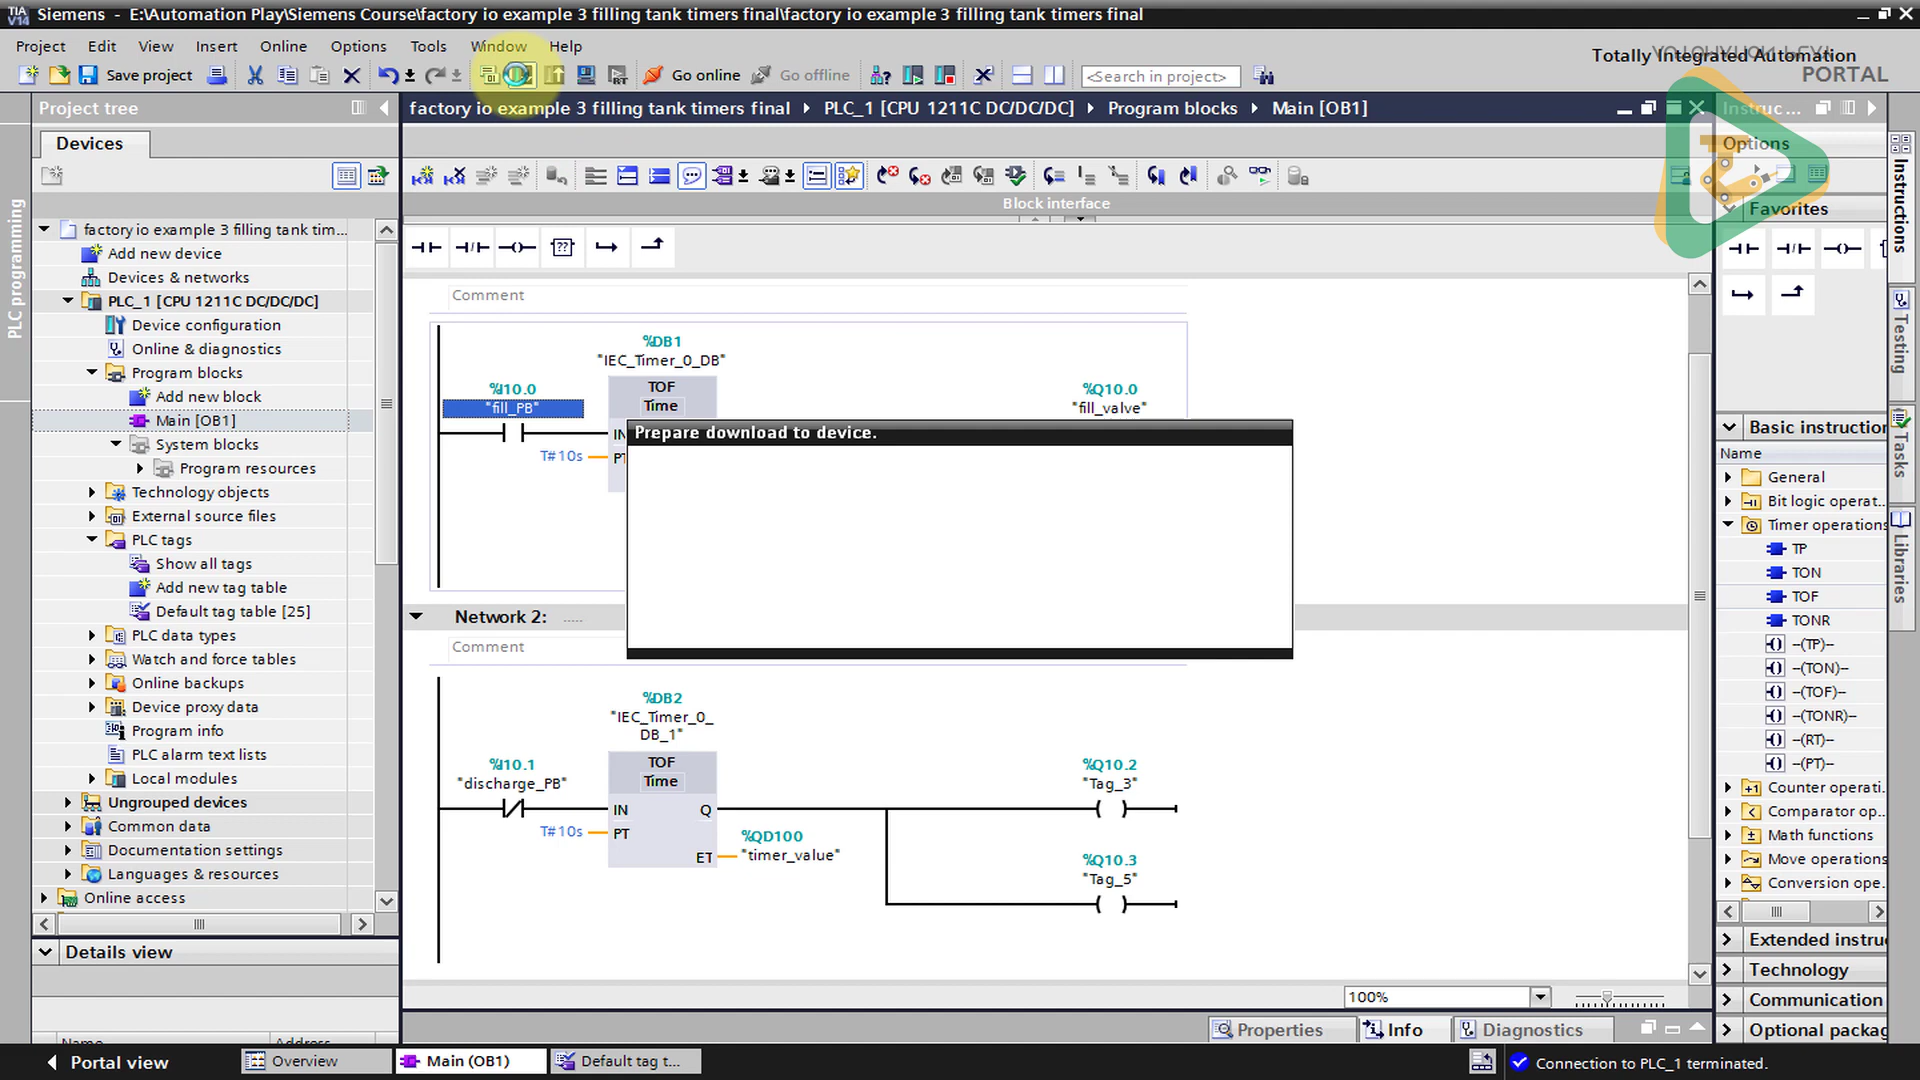 Siemens - E:\Automation Play\Siemens Course\factory io example 3 filling tank timers final\factory io example 3 filling tank timers final
Project Edit View Insert Online Options Tools Window Help
Totally Integrated Automation
PORTAL
Save project
Go online
Go offline
<Search in project>
Project tree
factory io example 3 filling tank timers final
PLC_1 [CPU 1211C DC/DC/DC]
Program blocks
Main [OB1]
Instruc...
Devices
Options
Block interface
Favorites
PLC programming
factory io example 3 filling tank tim...
Add new device
Devices & networks
PLC_1 [CPU 1211C DC/DC/DC]
Device configuration
Online & diagnostics
Program blocks
Add new block
Main [OB1]
System blocks
Program resources
Technology objects
External source files
PLC tags
Show all tags
Add new tag table
Default tag table [25]
PLC data types
Watch and force tables
Online backups
Device proxy data
Program info
PLC alarm text lists
Local modules
Ungrouped devices
Common data
Documentation settings
Languages & resources
Online access
Details view
Comment
%DB1
"IEC_Timer_0_DB"
%I10.0
"fill_PB"
TOF
Time
IN
T#10s
PT
%Q10.0
"fill_valve"
Prepare download to device.
Network 2: .....
Comment
%DB2
"IEC_Timer_0_
DB_1"
%I10.1
"discharge_PB"
TOF
Time
IN
Q
T#10s
PT
ET
%QD100
"timer_value"
%Q10.2
"Tag_3"
%Q10.3
"Tag_5"
100%
Basic instruction
Name
General
Bit logic operat...
Timer operations
TP
TON
TOF
TONR
-(TP)-
-(TON)-
-(TOF)-
-(TONR)-
-(RT)-
-(PT)-
Counter operati...
Comparator op...
Math functions
Move operations
Conversion ope...
Extended instru
Technology
Communication
Optional packag
Instructions
Testing
Tasks
Libraries
Properties
Info
Diagnostics
Portal view
Overview
Main (OB1)
Default tag t...
Connection to PLC_1 terminated.